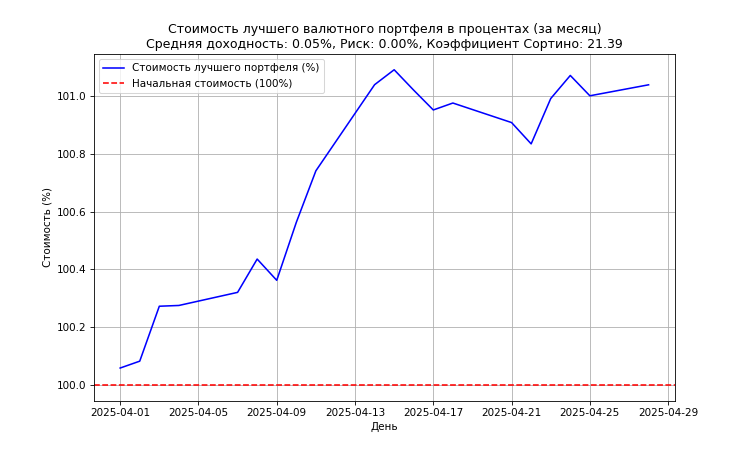 Стоимость лучшего валютного портфеля в процентах (за месяц)
Средняя доходность: 0.05%, Риск: 0.00%, Коэффициент Сортино: 21.39
Стоимость лучшего портфеля (%)
Начальная стоимость (100%)
Стоимость (%)
101.0
100.8
100.6
100.4
100.2
100.0
2025-04-01 2025-04-05 2025-04-09 2025-04-13 2025-04-17 2025-04-21 2025-04-25 2025-04-29
День